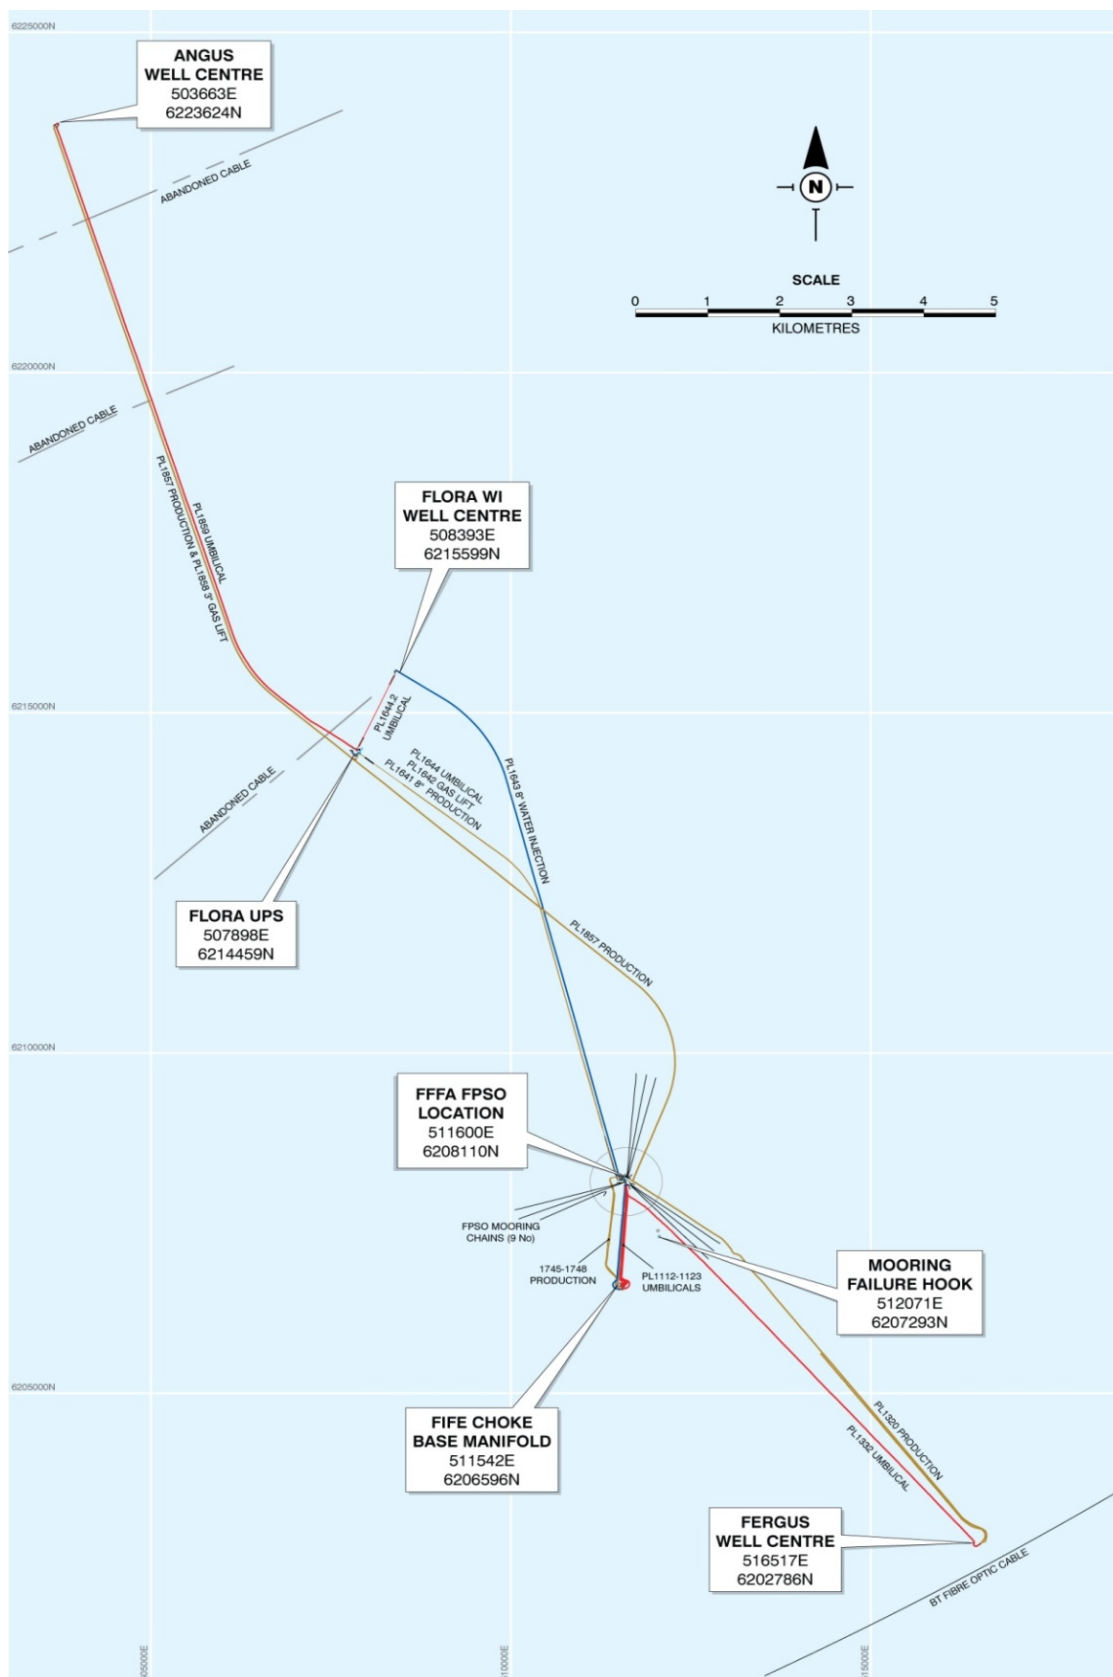 6225000N
ANGUS
WELL CENTRE
503663E
6223624N
ABANDONED CABLE
N
SCALE
0 1 2 3 4 5
KILOMETRES
6220000N
ABANDONED CABLE
PL1859 UMBILICAL
PL1857 PRODUCTION & PL1858 3" GAS LIFT
FLORA WI
WELL CENTRE
508393E
6215599N
6215000N
PL1644.2
UMBILICAL
PL1644 UMBILICAL
PL1642 GAS LIFT
PL1641 8" PRODUCTION
PL1643 8" WATER INJECTION
ABANDONED CABLE
FLORA UPS
507898E
6214459N
PL1857 PRODUCTION
6210000N
FFFA FPSO
LOCATION
511600E
6208110N
FPSO MOORING
CHAINS (9 No)
1745-1748
PRODUCTION
PL1112-1123
UMBILICALS
MOORING
FAILURE HOOK
512071E
6207293N
6205000N
FIFE CHOKE
BASE MANIFOLD
511542E
6206596N
PL1320 PRODUCTION
PL1332 UMBILICAL
FERGUS
WELL CENTRE
516517E
6202786N
BT FIBRE OPTIC CABLE